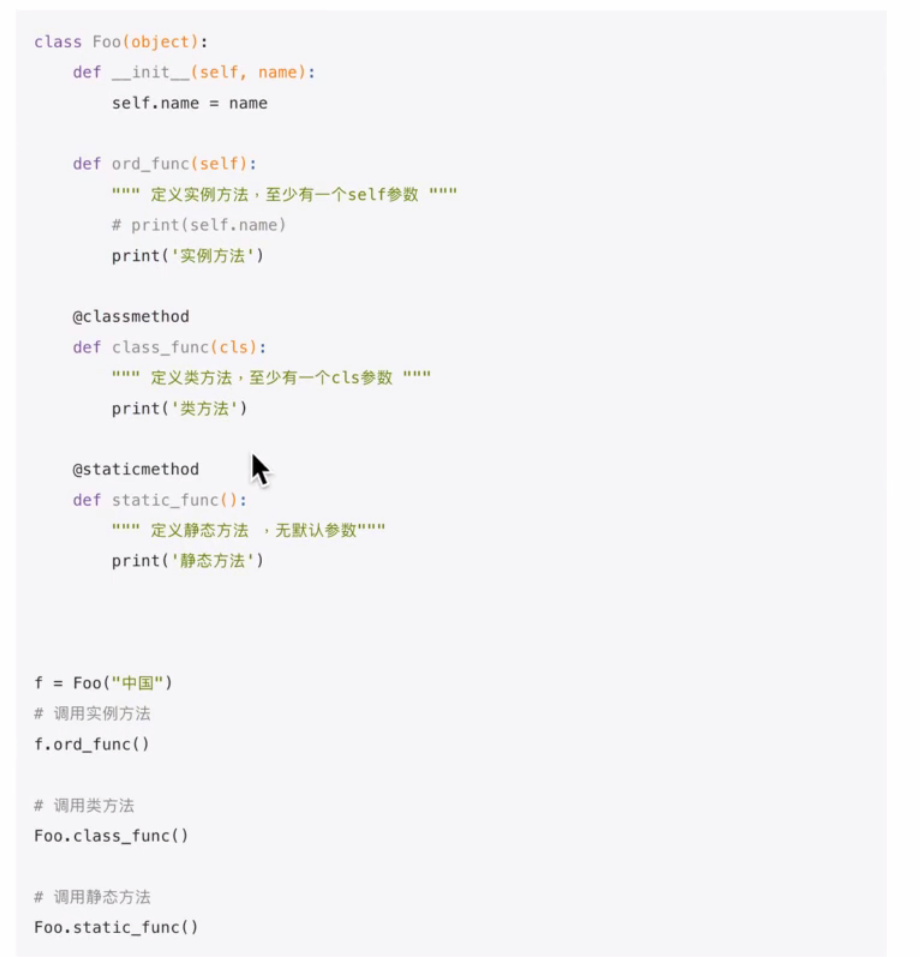 class Foo(object):
    def __init__(self, name):
        self.name = name
    def ord_func(self):
        """ 定义实例方法，至少有一个self参数 """
        # print(self.name)
        print('实例方法')
    @classmethod
    def class_func(cls):
        """ 定义类方法，至少有一个cls参数 """
        print('类方法')
    @staticmethod
    def static_func():
        """ 定义静态方法 ，无默认参数"""
        print('静态方法')
f = Foo("中国")
# 调用实例方法
f.ord_func()
# 调用类方法
Foo.class_func()
# 调用静态方法
Foo.static_func()